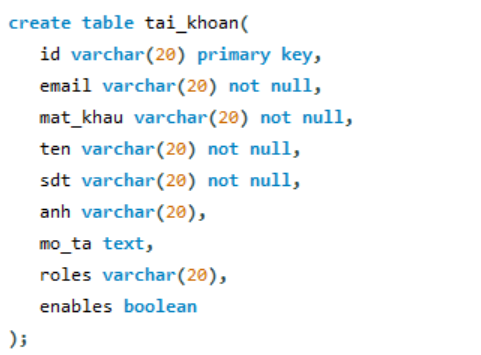 create table tai_khoan(
id varchar(20) primary key,
email varchar(20) not null,
mat_khau varchar(20) not null,
ten varchar(20) not null,
sdt varchar(20) not null,
anh varchar(20),
mo_ta text,
roles varchar(20),
enables boolean
);